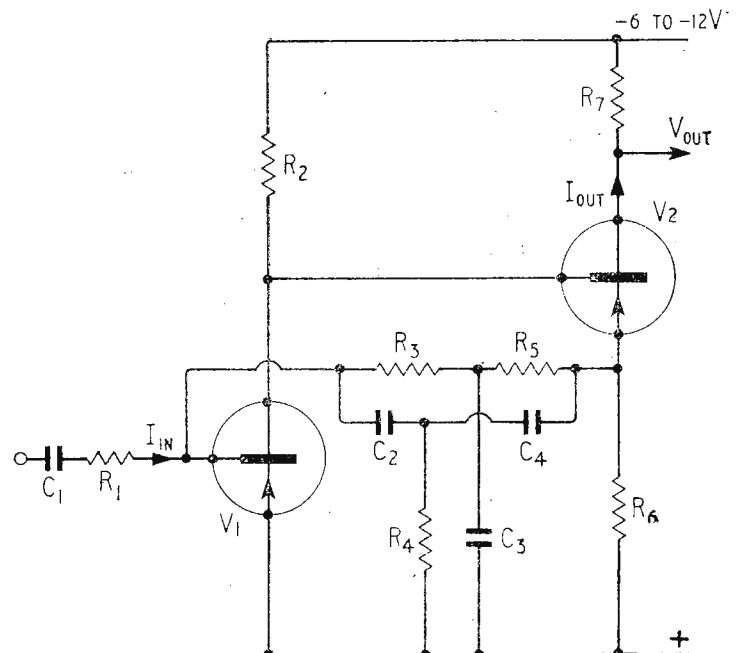 -6 TO -12V
R7
VOUT
R2
IOUT
V2
R3
R5
IIN
C2
C4
C1
R1
V1
R4
C3
R6
+